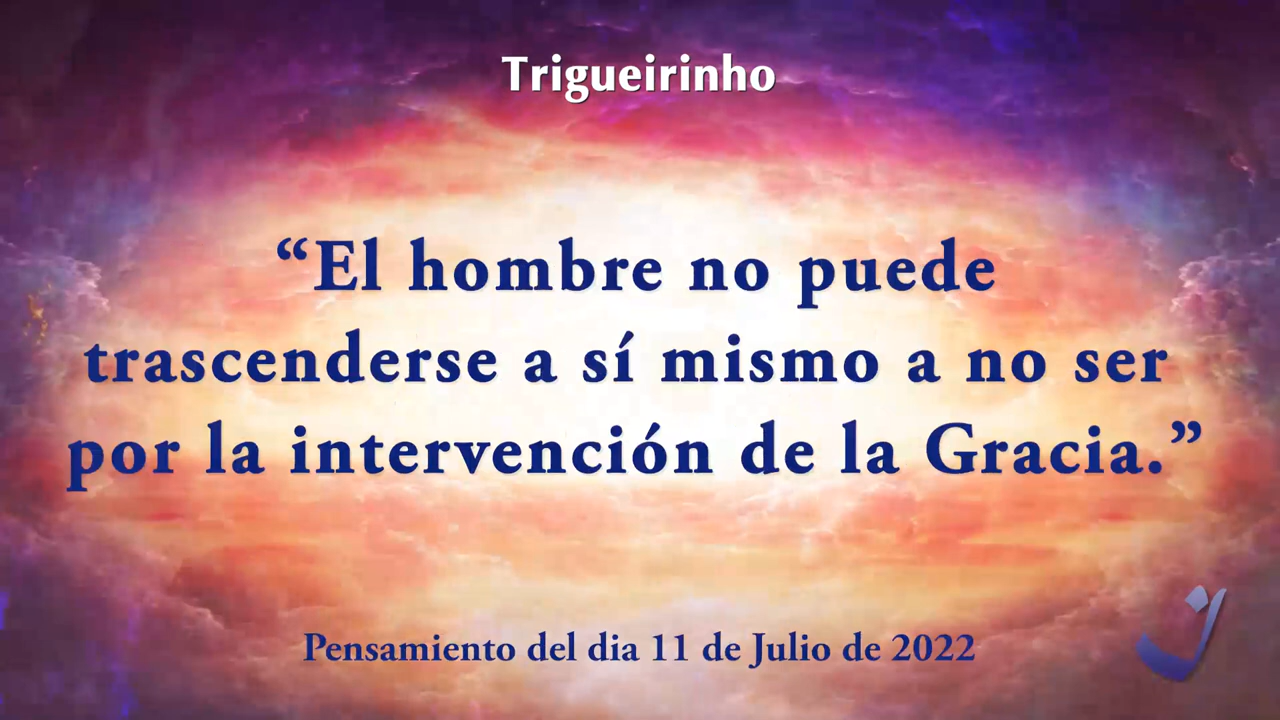 Trigueirinho
“El hombre no puede
trascenderse a sí mismo a no ser
por la intervención de la Gracia.”
Pensamiento del dia 11 de Julio de 2022